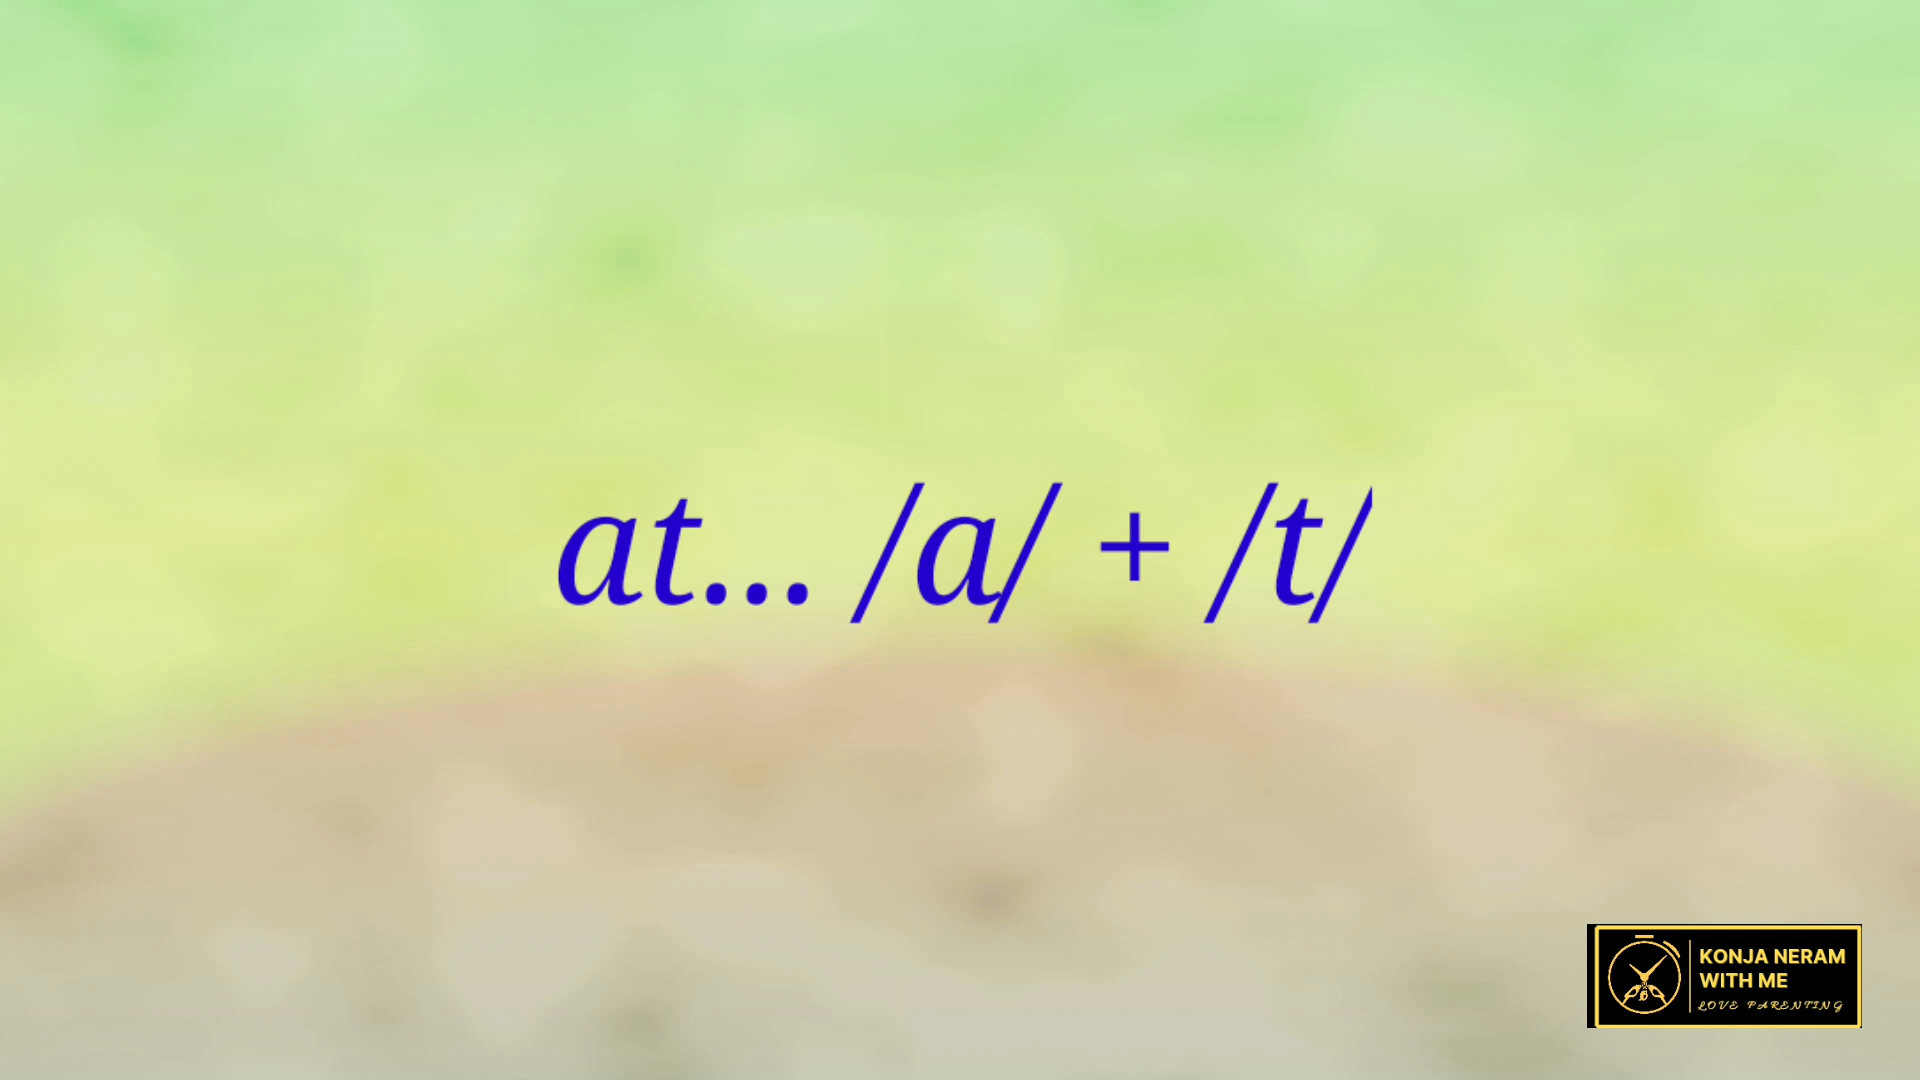 at... /a/ + /t/
KONJA NERAM
WITH ME
LOVE PARENTING